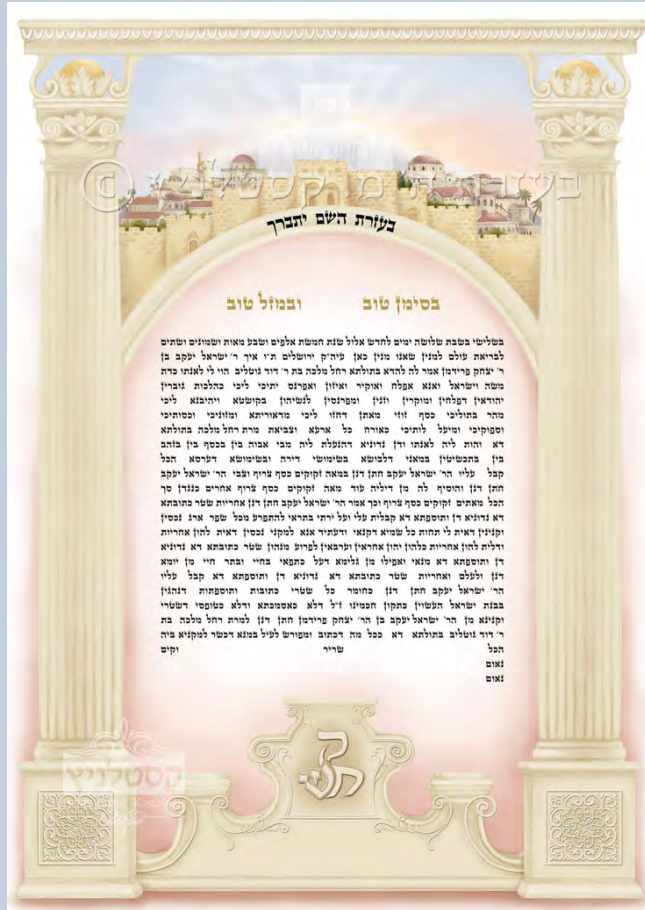 © בעזרת ה מ קסטלניץ
בעזרת השם יתברך
בסימן טוב ובמזל טוב
בשלישי בשבת שלושה ימים לחדש אלול שנת חמשת אלפים ושבע מאות ושמונים ושתים
לבריאת עולם למנין שאנו מנין כאן עיה"ק ירושלים ת"ו איך ר' ישראל יעקב בן
ר' יצחק פרידמן אמר לה להדא בתולתא רחל מלכה בת ר' דוד גוטליב הוי לי לאנתו כדת
משה וישראל ואנא אפלח ואוקיר ואיזון ואפרנס יתיכי ליכי כהלכות גוברין
יהודאין דפלחין ומוקרין וזנין ומפרנסין לנשיהון בקושטא ויהיבנא ליכי
מהר בתוליכי כסף זוזי מאתן דחזו ליכי מדאוריתא ומזוניכי וכסותיכי
וספוקיכי ומיעל לותיכי כאורח כל ארעא וצביאת מרת רחל מלכה בתולתא
דא והות ליה לאנתו ודן נדוניא דהנעלת ליה מבי אבוה בין בכסף בין בזהב
בין בתכשיטין במאני דלבושא בשימושי דירה ובשימושא דערסא הכל
קבל עליו הר' ישראל יעקב חתן דנן במאה זקוקים כסף צרוף וצבי הר' ישראל יעקב
חתן דנן והוסיף לה מן דיליה עוד מאה זקוקים כסף צרוף אחרים כנגדן סך
הכל מאתים זקוקים כסף צרוף וכך אמר הר' ישראל יעקב חתן דנן אחריות שטר כתובתא
דא נדוניא דן ותוספתא דא קבלית עלי ועל ירתי בתראי להתפרע מכל שפר ארג נכסין
וקנינין דאית לי תחות כל שמיא דקנאי ודעתיד אנא למקני נכסין דאית להון אחריות
ודלית להון אחריות כלהון יהון אחראין וערבאין לפרוע מנהון שטר כתובתא דא נדוניא
דן ותוספתא דא מנאי ואפילו מן גלימא דעל כתפאי בחיי ובתר חיי מן יומא
דנן ולעלם ואחריות שטר כתובתא דא נדוניא דן ותוספתא דא קבל עליו
הר' ישראל יעקב חתן דנן כחומר כל שטרי כתובות ותוספתות דנהגין
בבנת ישראל העשוין כתקון חכמינו ז"ל דלא כאסמכתא ודלא כטופסי דשטרי
וקנינא מן הר' ישראל יעקב בן הר' יצחק פרידמן חתן דנן למרת רחל מלכה בת
ר' דוד גוטליב בתולתא דא ככל מה דכתוב ומפורש לעיל במנא דכשר למקניא ביה
הכל שריר וקים
נאום
נאום
קסטלניץ